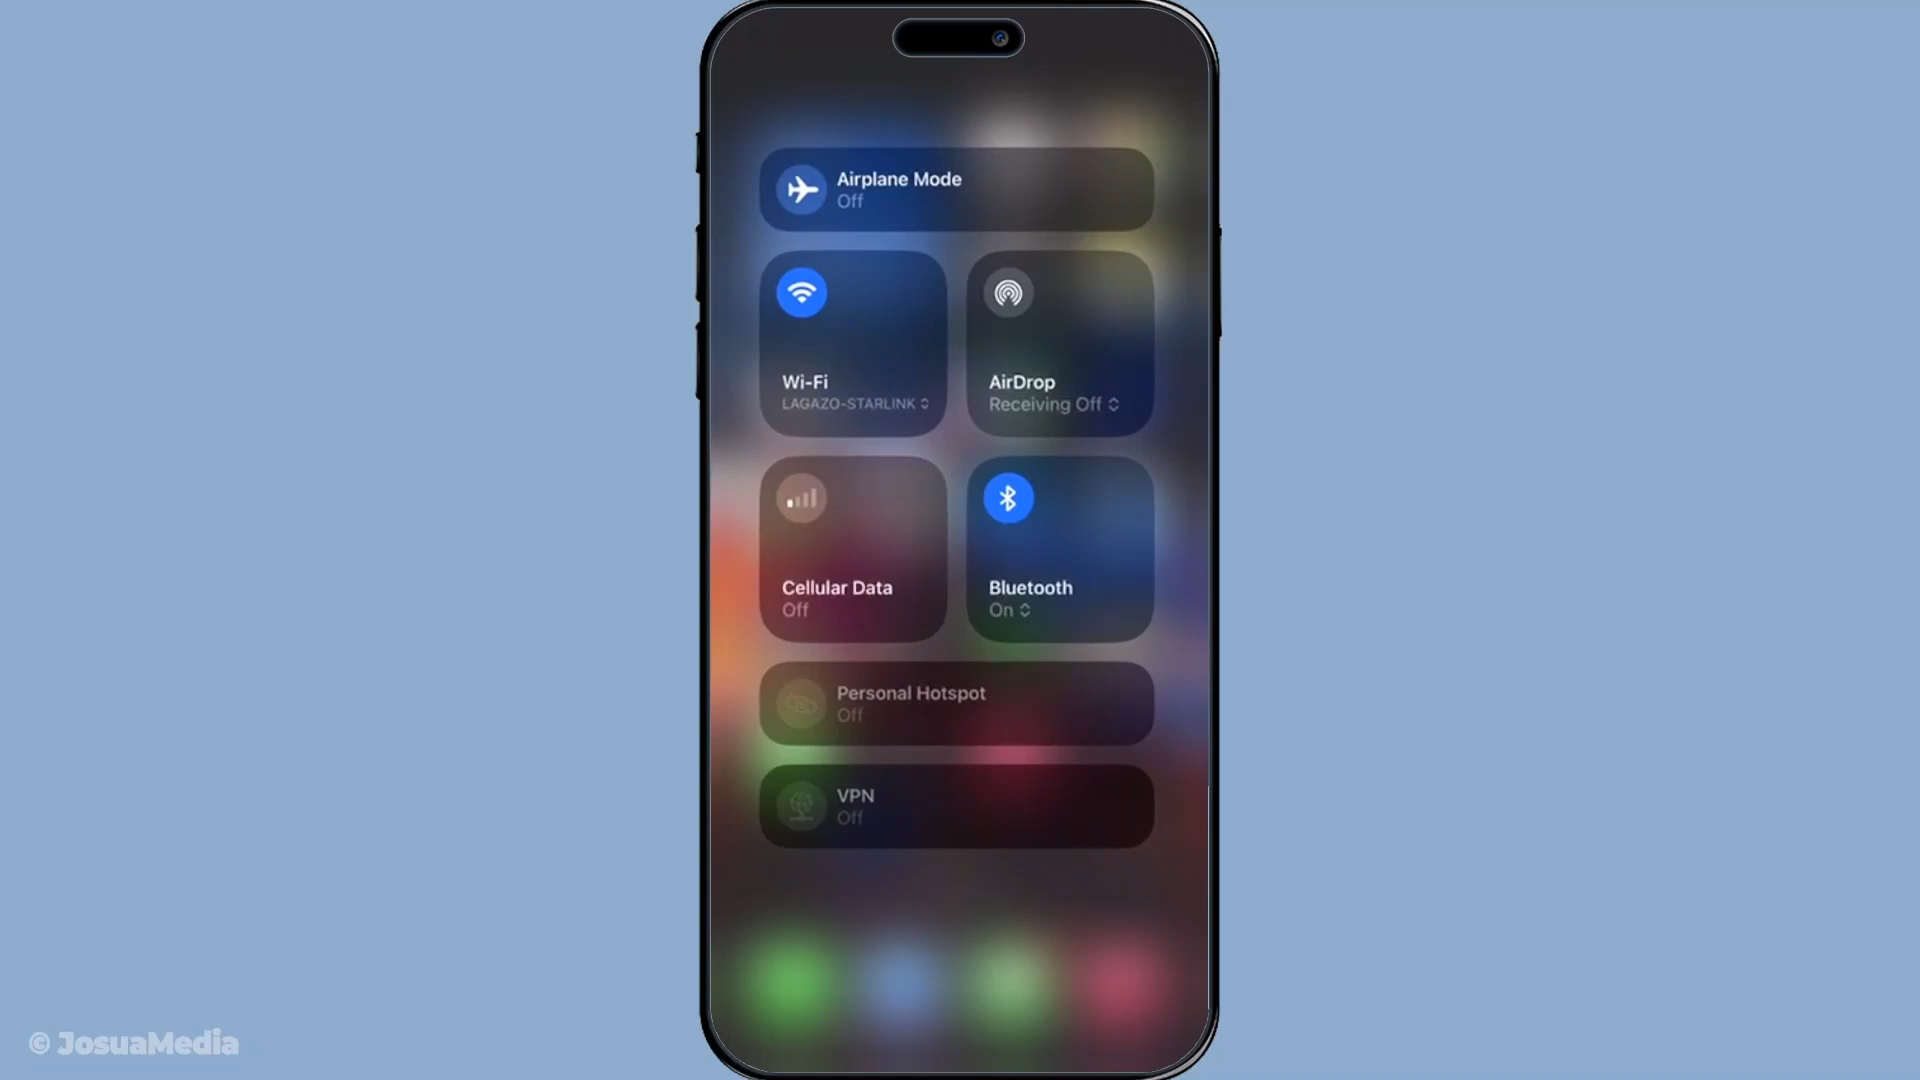 Airplane Mode
Off
Wi-Fi
LAGAZO-STARLINK
AirDrop
Receiving Off
Cellular Data
Off
Bluetooth
On
Personal Hotspot
Off
VPN
Off
© JosuaMedia